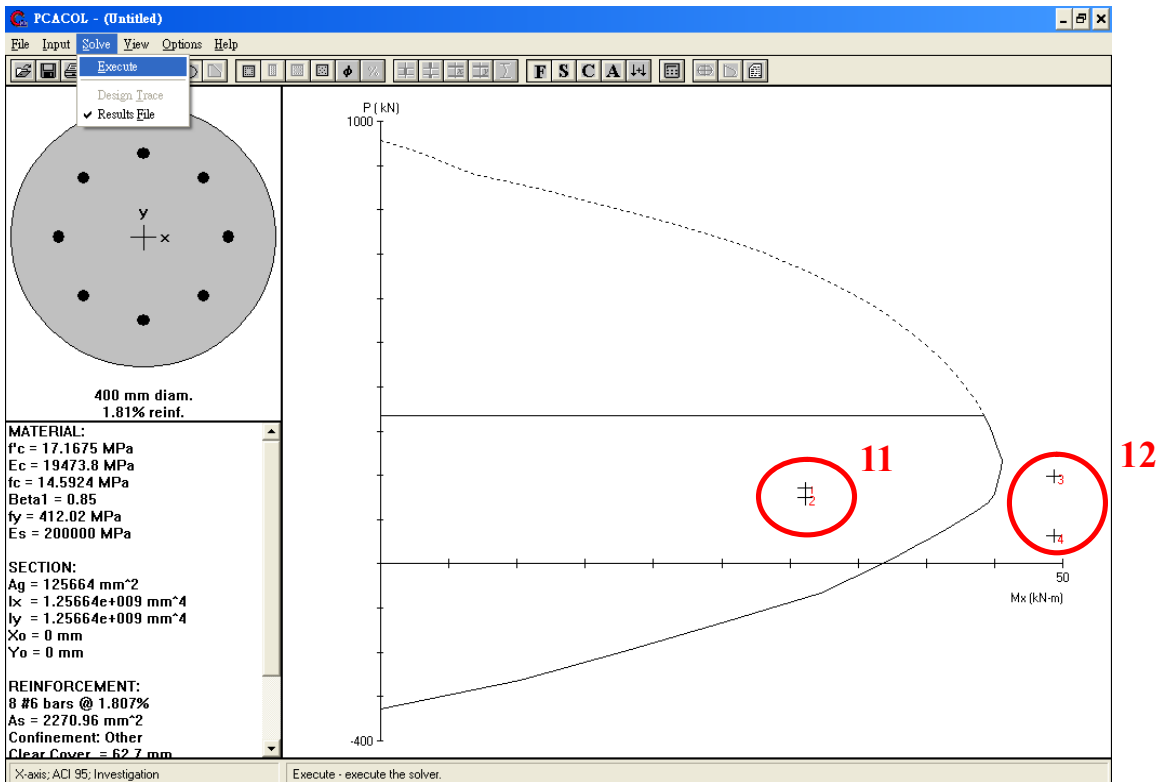 PCACOL - (Untitled)
File Input Solve View Options Help
Execute
Design Trace
Results File
F S C A
y
x
400 mm diam.
1.81% reinf.
MATERIAL:
f'c = 17.1675 MPa
Ec = 19473.8 MPa
fc = 14.5924 MPa
Beta1 = 0.85
fy = 412.02 MPa
Es = 200000 MPa
SECTION:
Ag = 125664 mm^2
Ix = 1.25664e+009 mm^4
Iy = 1.25664e+009 mm^4
Xo = 0 mm
Yo = 0 mm
REINFORCEMENT:
8 #6 bars @ 1.807%
As = 2270.96 mm^2
Confinement: Other
Clear Cover = 62.7 mm
P (kN)
1000
11
12
1
2
3
4
50
Mx (kN-m)
-400
X-axis; ACI 95; Investigation
Execute - execute the solver.